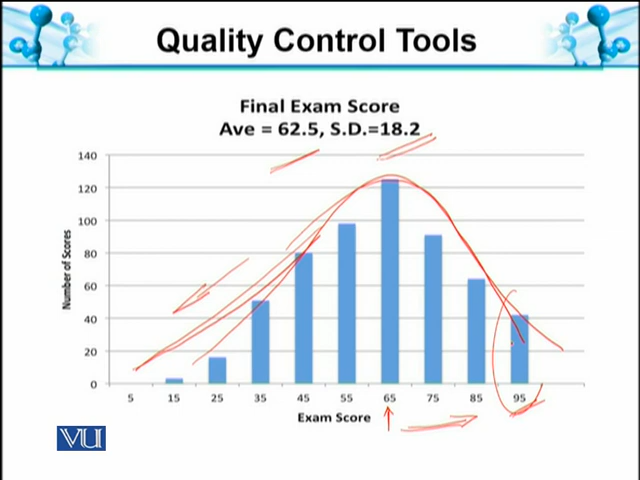 Quality Control Tools
Final Exam Score
Ave = 62.5, S.D.=18.2
140
120
100
80
60
40
20
0
Number of Scores
5 15 25 35 45 55 65 75 85 95
Exam Score
VU